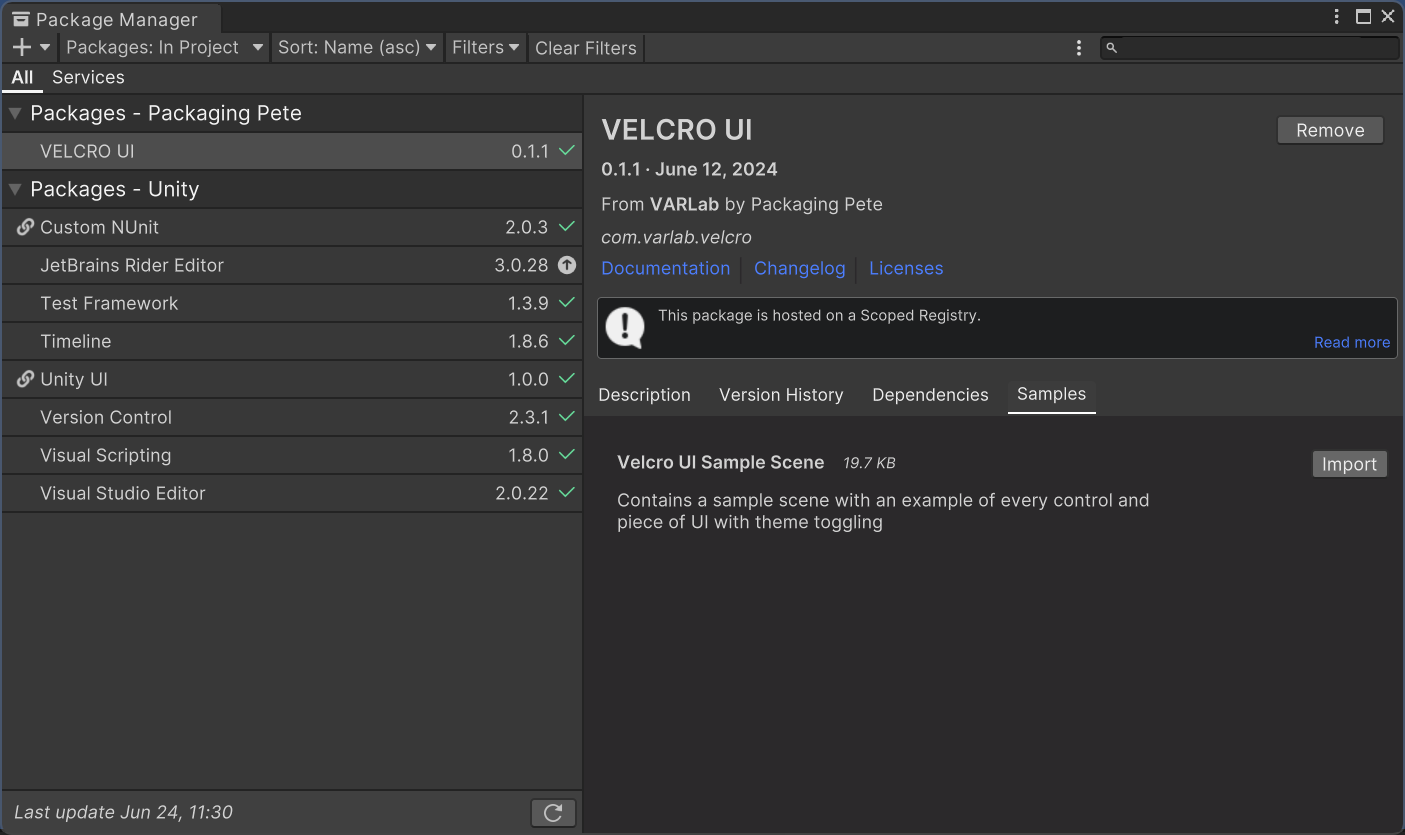 Package Manager
Packages: In Project
Sort: Name (asc)
Filters
Clear Filters
All
Services
Packages - Packaging Pete
VELCRO UI
0.1.1
Packages - Unity
Custom NUnit
2.0.3
JetBrains Rider Editor
3.0.28
Test Framework
1.3.9
Timeline
1.8.6
Unity UI
1.0.0
Version Control
2.3.1
Visual Scripting
1.8.0
Visual Studio Editor
2.0.22
Last update Jun 24, 11:30
VELCRO UI
Remove
0.1.1 · June 12, 2024
From VARLab by Packaging Pete
com.varlab.velcro
Documentation
Changelog
Licenses
This package is hosted on a Scoped Registry.
Read more
Description
Version History
Dependencies
Samples
Velcro UI Sample Scene
19.7 KB
Import
Contains a sample scene with an example of every control and
piece of UI with theme toggling